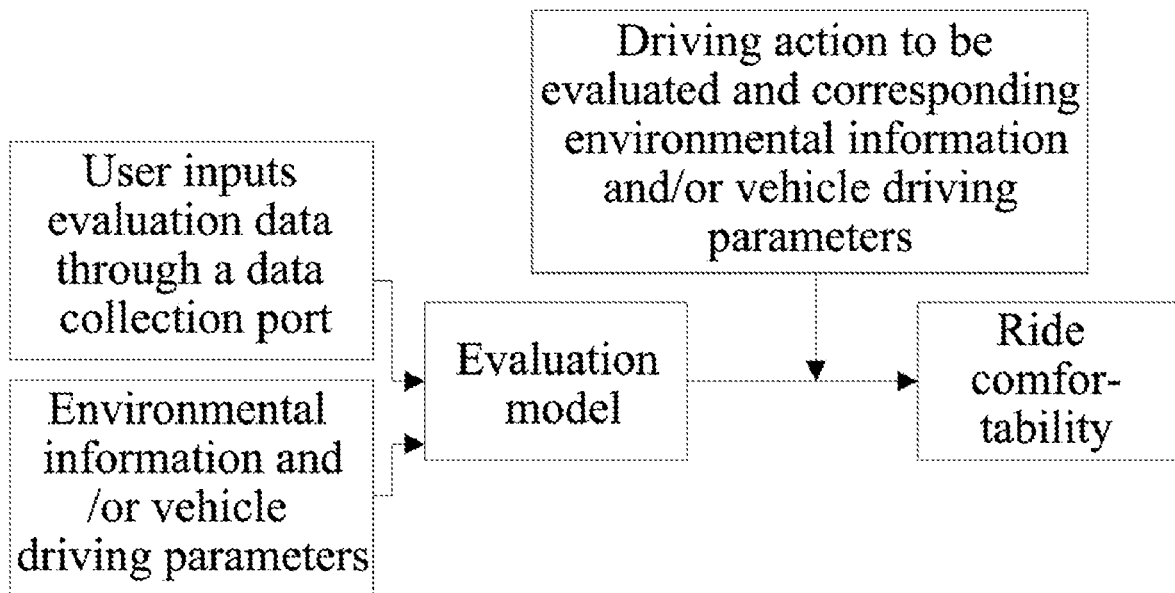 Driving action to be
evaluated and corresponding
environmental information
and/or vehicle driving
parameters
User inputs
evaluation data
through a data
collection port
Environmental
information and
/or vehicle
driving parameters
Evaluation
model
Ride
comfor-
tability